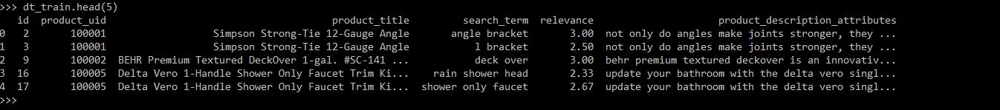 >>> dt_train.head(5)
id product_uid product_title search_term relevance product_description_attributes
0 2 100001 Simpson Strong-Tie 12-Gauge Angle angle bracket 3.00 not only do angles make joints stronger, they ...
1 3 100001 Simpson Strong-Tie 12-Gauge Angle l bracket 2.50 not only do angles make joints stronger, they ...
2 9 100002 BEHR Premium Textured DeckOver 1-gal. #SC-141 ... deck over 3.00 behr premium textured deckover is an innovativ...
3 16 100005 Delta Vero 1-Handle Shower Only Faucet Trim Ki... rain shower head 2.33 update your bathroom with the delta vero singl...
4 17 100005 Delta Vero 1-Handle Shower Only Faucet Trim Ki... shower only faucet 2.67 update your bathroom with the delta vero singl...
>>>